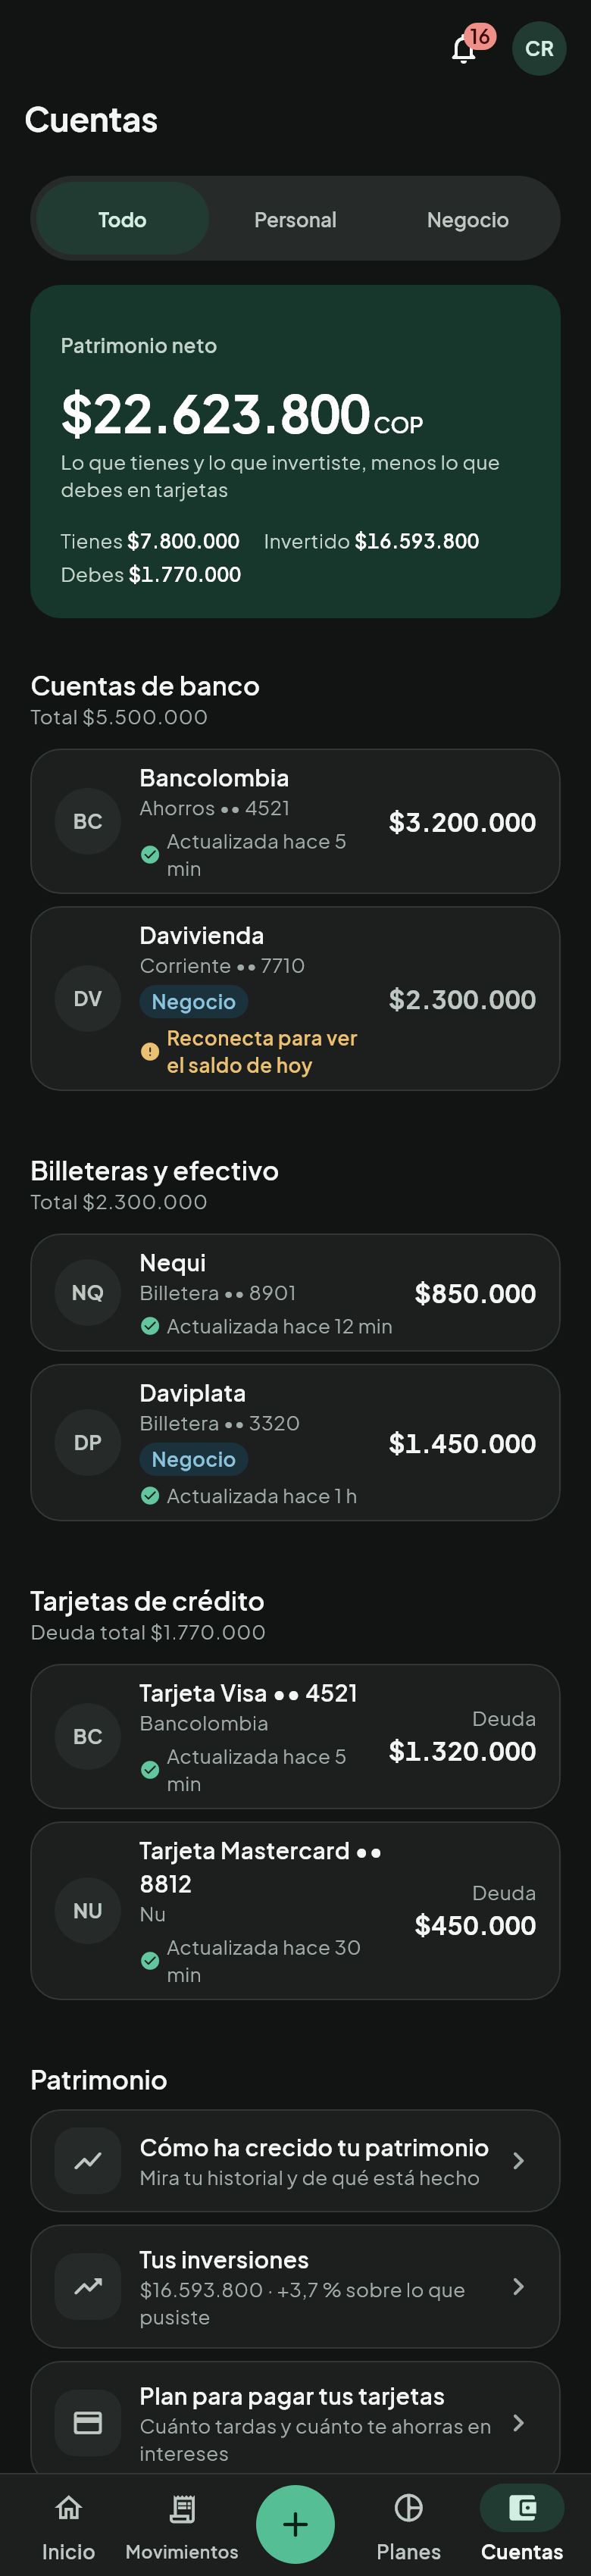 16
CR
Cuentas
Todo
Personal
Negocio
Patrimonio neto
$22.623.800 COP
Lo que tienes y lo que invertiste, menos lo que
debes en tarjetas
Tienes $7.800.000 Invertido $16.593.800
Debes $1.770.000
Cuentas de banco
Total $5.500.000
BC
Bancolombia
Ahorros •• 4521
Actualizada hace 5
min
$3.200.000
DV
Davivienda
Corriente •• 7710
Negocio
Reconecta para ver
el saldo de hoy
$2.300.000
Billeteras y efectivo
Total $2.300.000
NQ
Nequi
Billetera •• 8901
Actualizada hace 12 min
$850.000
DP
Daviplata
Billetera •• 3320
Negocio
Actualizada hace 1 h
$1.450.000
Tarjetas de crédito
Deuda total $1.770.000
BC
Tarjeta Visa •• 4521
Bancolombia
Actualizada hace 5
min
Deuda
$1.320.000
NU
Tarjeta Mastercard ••
8812
Nu
Actualizada hace 30
min
Deuda
$450.000
Patrimonio
Cómo ha crecido tu patrimonio
Mira tu historial y de qué está hecho
Tus inversiones
$16.593.800 · +3,7 % sobre lo que
pusiste
Plan para pagar tus tarjetas
Cuánto tardas y cuánto te ahorras en
intereses
Inicio
Movimientos
Planes
Cuentas